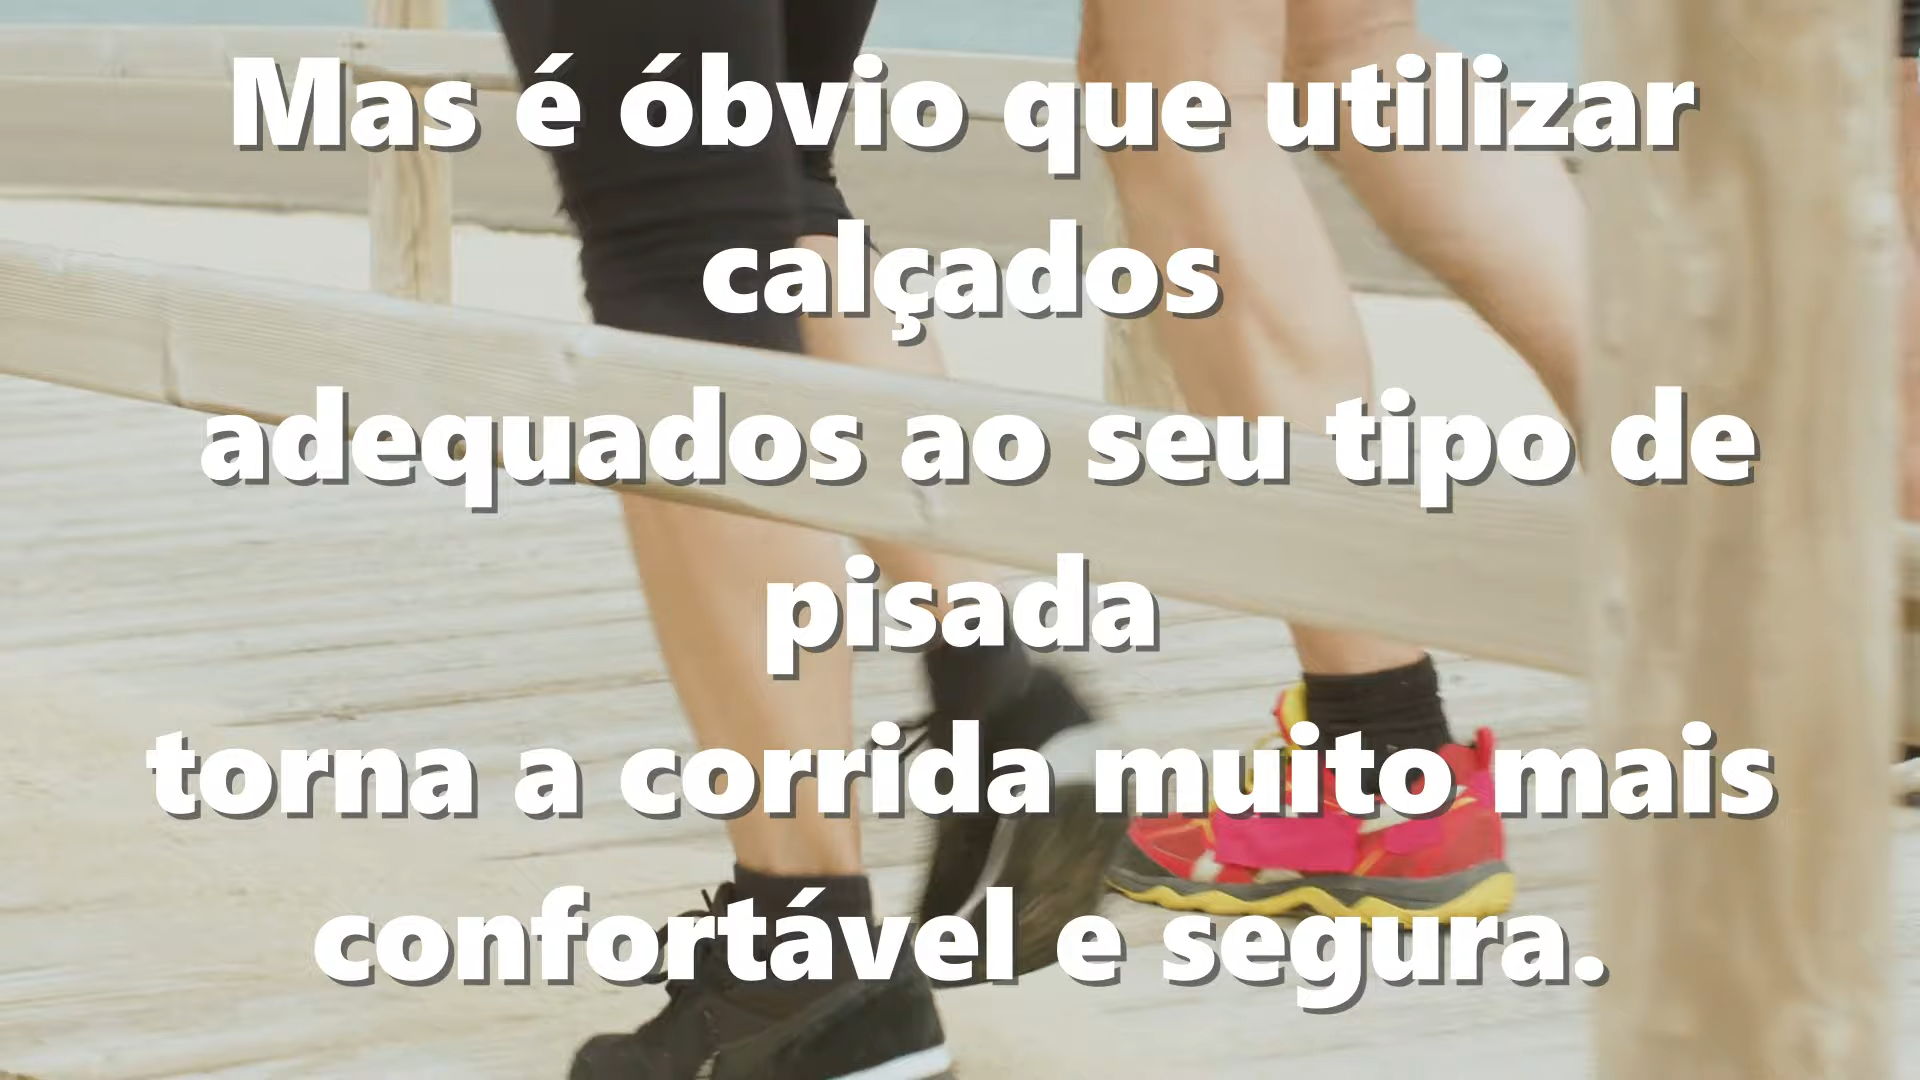 Mas é óbvio que utilizar
calçados
adequados ao seu tipo de
pisada
torna a corrida muito mais
confortável e segura.